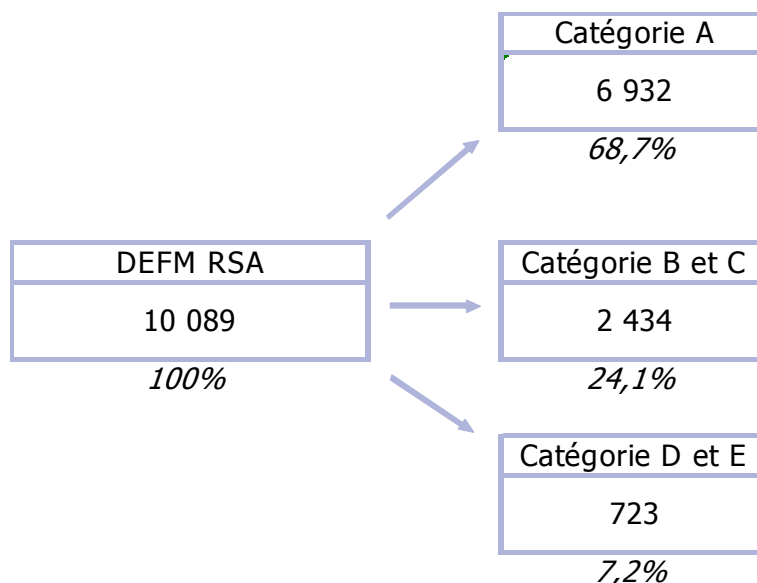 Catégorie A
6 932
68,7%
DEFM RSA
10 089
100%
Catégorie B et C
2 434
24,1%
Catégorie D et E
723
7,2%